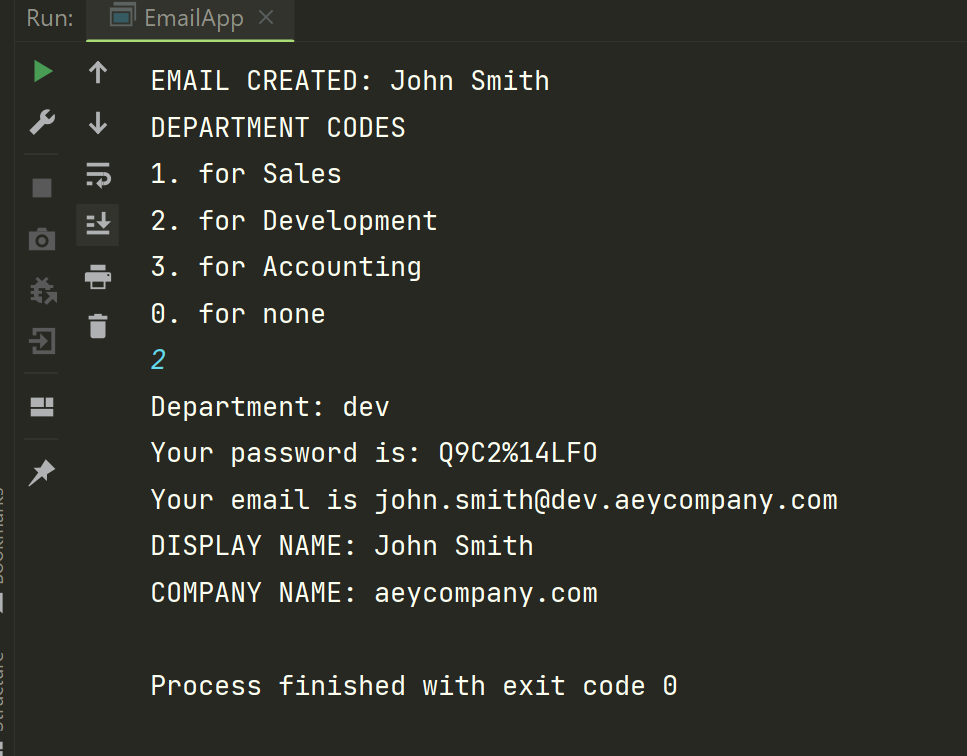 Run: EmailApp
EMAIL CREATED: John Smith
DEPARTMENT CODES
1. for Sales
2. for Development
3. for Accounting
0. for none
2
Department: dev
Your password is: Q9C2%14LFO
Your email is john.smith@dev.aeycompany.com
DISPLAY NAME: John Smith
COMPANY NAME: aeycompany.com
Process finished with exit code 0